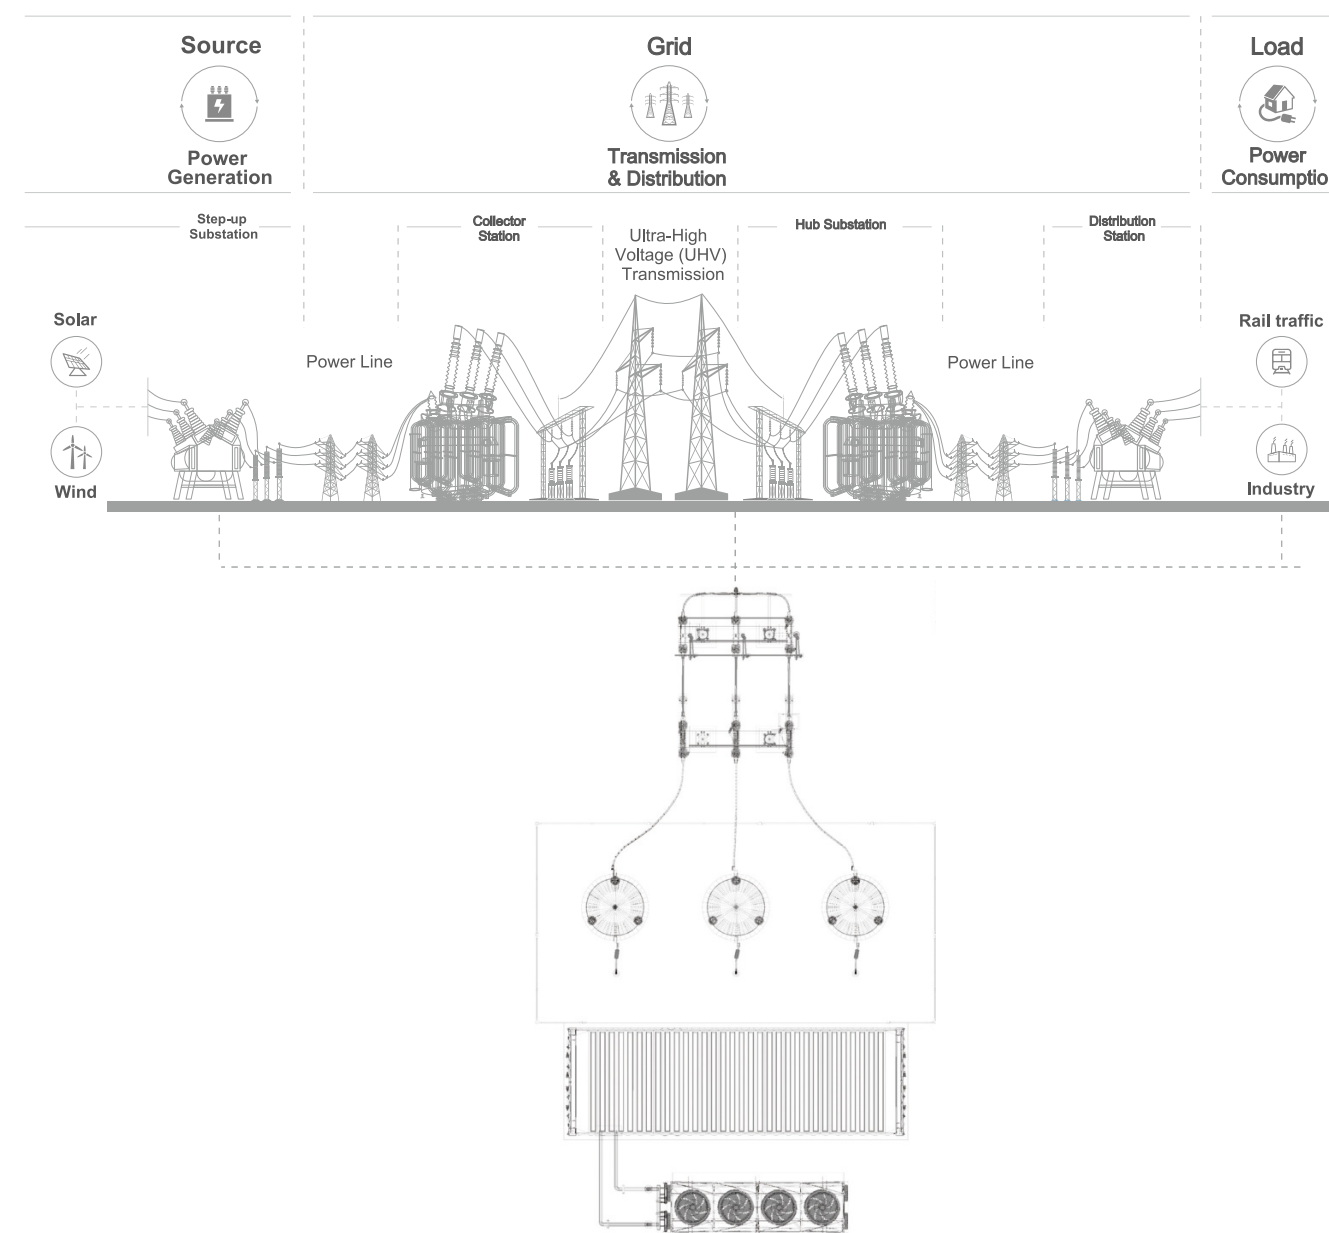 Source
Grid
Load
Power
Generation
Transmission
& Distribution
Power
Consumptio
Step-up
Substation
Collector
Station
Ultra-High
Voltage (UHV)
Transmission
Hub Substation
Distribution
Station
Solar
Power Line
Power Line
Rail traffic
Wind
Industry